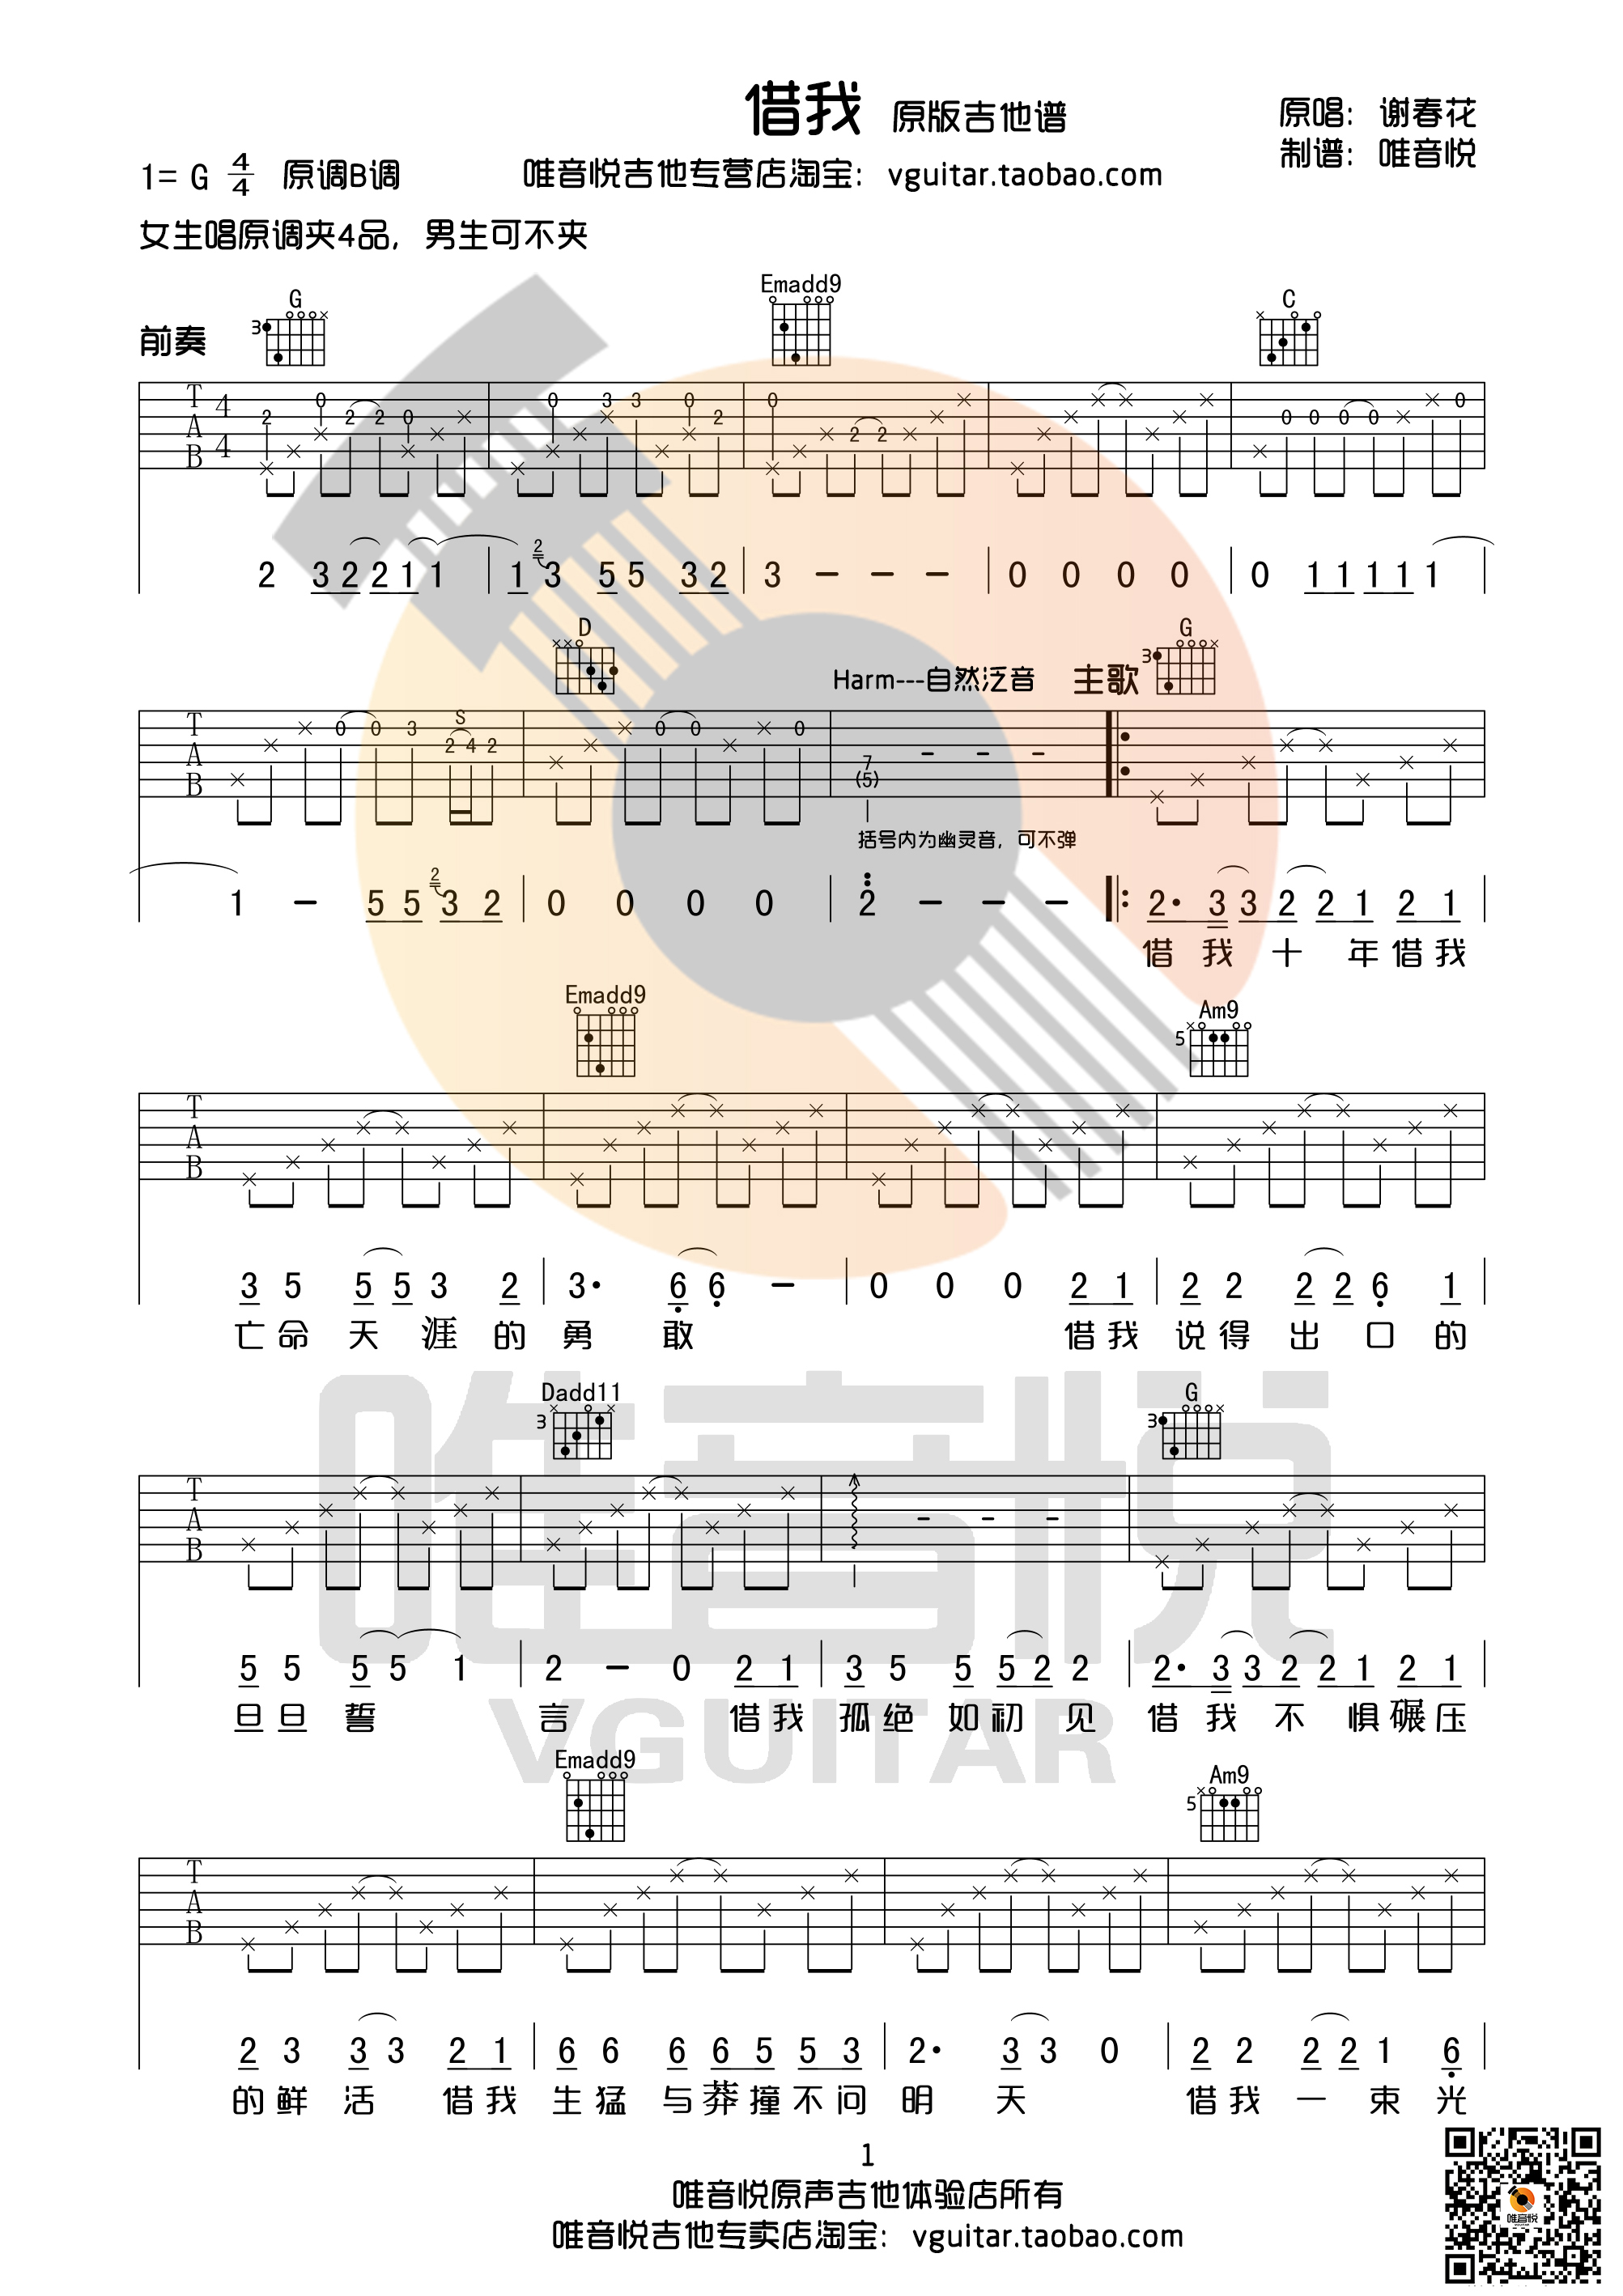 借我 原版吉他谱
原唱：谢春花
制谱：唯音悦
1= G 4/4 原调B调
唯音悦吉他专营店淘宝：vguitar.taobao.com
女生唱原调夹4品，男生可不夹
前奏 G Emadd9 C
2 3 2 2 1 1 | 1 2 3 5 5 3 2 | 3 - - - | 0 0 0 0 | 0 1 1 1 1 1 |
D Harm---自然泛音 主歌 G
括号内为幽灵音，可不弹
1 - 5 5 2 3 2 | 0 0 0 0 | 2 - - - |: 2· 3 3 2 2 1 2 1 |
借 我 十 年 借 我
Emadd9 Am9
3 5 5 5 3 2 | 3· 6 6 - | 0 0 0 2 1 | 2 2 2 2 6 1 |
亡 命 天 涯 的 勇 敢 借 我 说 得 出 口 的
Dadd11 G
5 5 5 5 1 | 2 - 0 2 1 | 3 5 5 5 2 2 | 2· 3 3 2 2 1 2 1 |
旦 旦 誓 言 借 我 孤 绝 如 初 见 借 我 不 惧 碾 压
Emadd9 Am9
2 3 3 3 2 1 | 6 6 6 6 5 5 3 | 2· 3 3 0 | 2 2 2 2 1 6 |
的 鲜 活 借 我 生 猛 与 莽 撞 不 问 明 天 借 我 一 束 光
1
唯音悦原声吉他体验店所有
唯音悦吉他专卖店淘宝：vguitar.taobao.com
唯音悦
VGUITAR
唯音悦